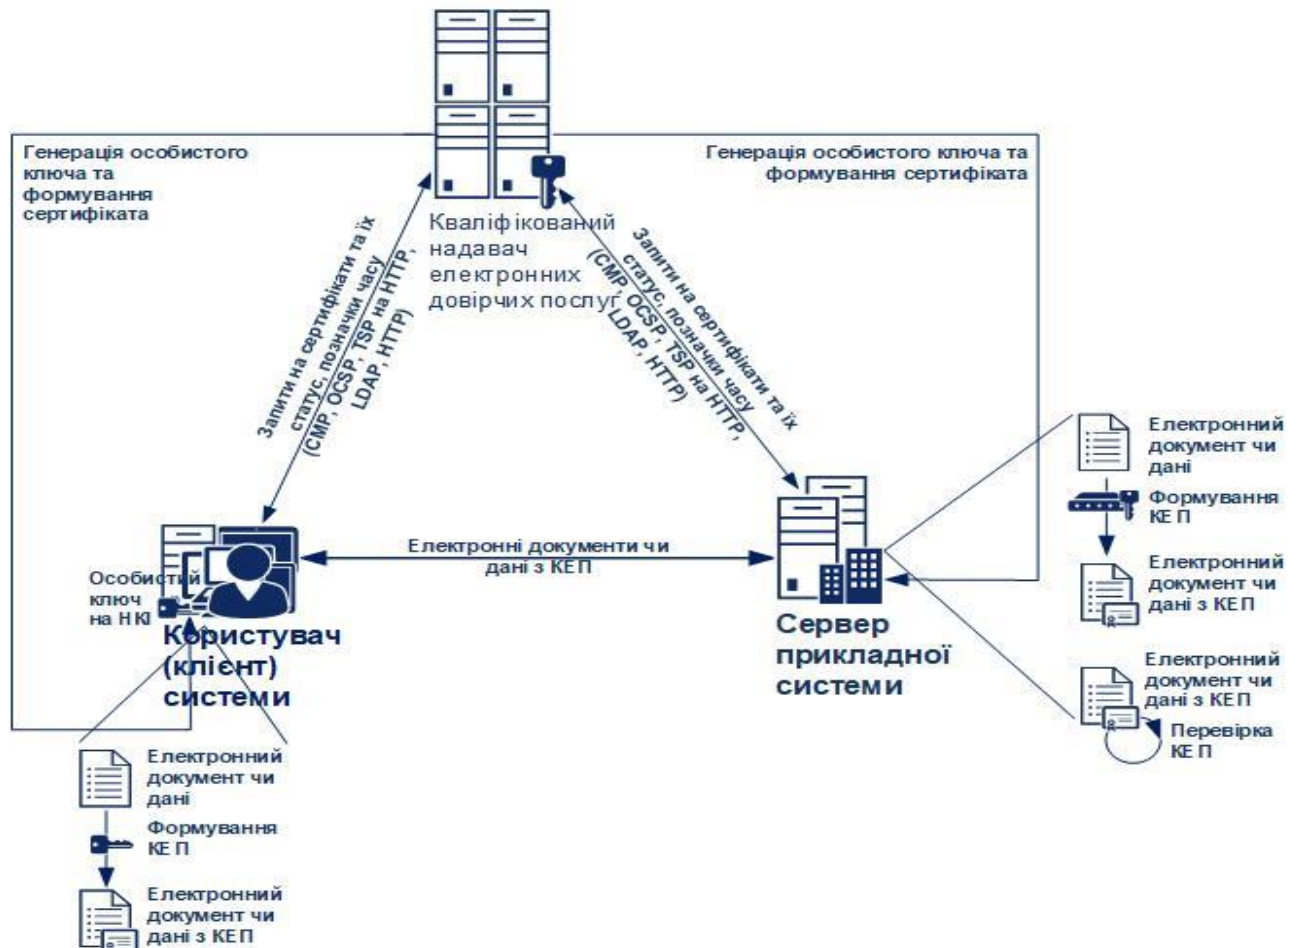 Генерація особистого
ключа та
формування
сертифіката
Генерація особистого ключа та
формування сертифіката
Кваліфікований
надавач
електронних
довірчих послуг
Запити на сертифікати та їх
статус, позначки часу
(CMP, OCSP, TSP на HTTP,
LDAP, HTTP)
Запити на сертифікати та їх
статус, позначки часу
(CMP, OCSP, TSP на HTTP,
LDAP, HTTP)
Електронні документи чи
дані з КЕП
Особистий
ключ
на НКІ
Користувач
(клієнт)
системи
Сервер
прикладної
системи
Електронний
документ чи
дані
Формування
КЕП
Електронний
документ чи
дані з КЕП
Електронний
документ чи
дані з КЕП
Перевірка
КЕП
Електронний
документ чи
дані
Формування
КЕП
Електронний
документ чи
дані з КЕП